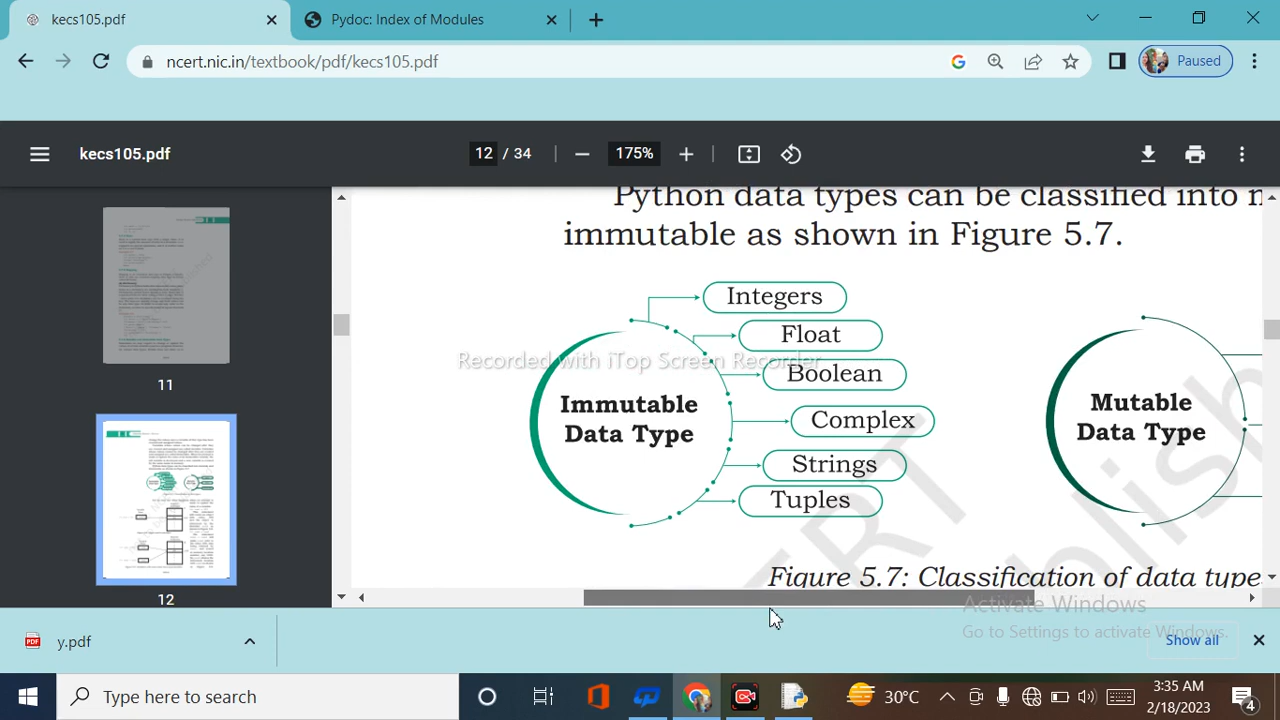 kecs105.pdf
Pydoc: Index of Modules
ncert.nic.in/textbook/pdf/kecs105.pdf
Paused
kecs105.pdf
12 / 34
175%
11
12
Python data types can be classified into
immutable as shown in Figure 5.7.
Integers
Float
Boolean
Complex
Strings
Tuples
Immutable
Data Type
Mutable
Data Type
Recorded with iTop Screen Recorder
Figure 5.7: Classification of data type
Activate Windows
Go to Settings to activate Windows.
y.pdf
Show all
Type here to search
30°C
3:35 AM
2/18/2023
4